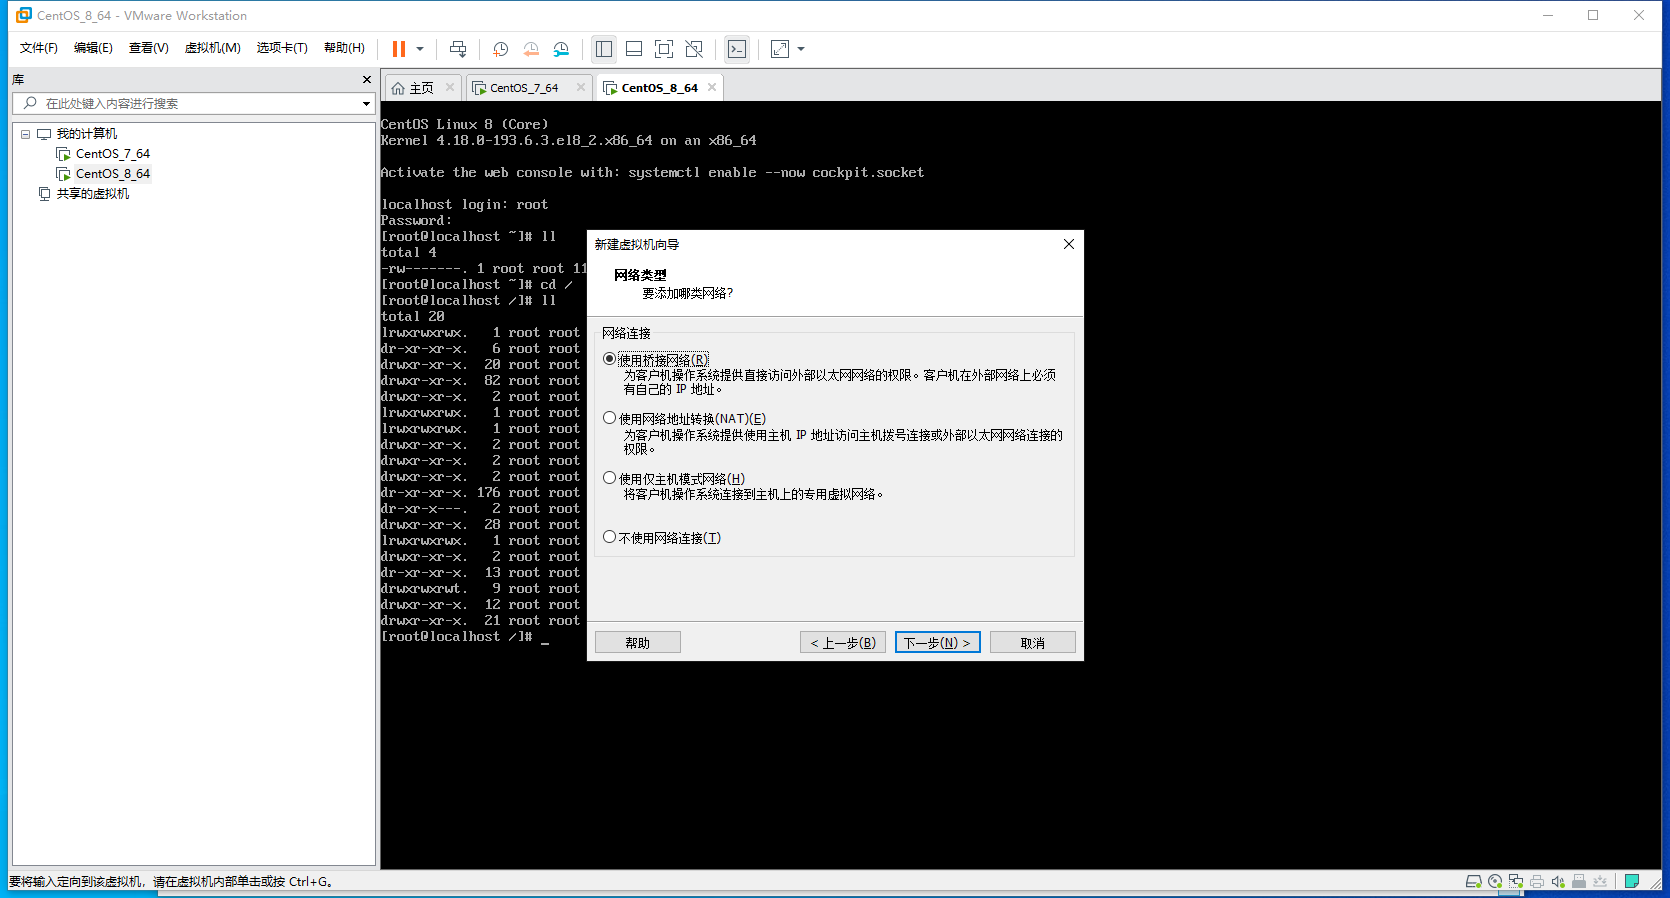 CentOS_8_64 - VMware Workstation
文件(F) 编辑(E) 查看(V) 虚拟机(M) 选项卡(T) 帮助(H)
库
在此处键入内容进行搜索
我的计算机
CentOS_7_64
CentOS_8_64
共享的虚拟机
主页 CentOS_7_64 CentOS_8_64
CentOS Linux 8 (Core)
Kernel 4.18.0-193.6.3.el8_2.x86_64 on an x86_64
Activate the web console with: systemctl enable --now cockpit.socket
localhost login: root
Password:
[root@localhost ~]# ll
total 4
-rw-------. 1 root root 11
[root@localhost ~]# cd /
[root@localhost /]# ll
total 20
lrwxrwxrwx.   1 root root
dr-xr-xr-x.   6 root root
drwxr-xr-x.  20 root root
drwxr-xr-x.  82 root root
drwxr-xr-x.   2 root root
lrwxrwxrwx.   1 root root
lrwxrwxrwx.   1 root root
drwxr-xr-x.   2 root root
drwxr-xr-x.   2 root root
drwxr-xr-x.   2 root root
dr-xr-xr-x. 176 root root
dr-xr-x---.   2 root root
drwxr-xr-x.  28 root root
lrwxrwxrwx.   1 root root
drwxr-xr-x.   2 root root
dr-xr-xr-x.  13 root root
drwxrwxrwt.   9 root root
drwxr-xr-x.  12 root root
drwxr-xr-x.  21 root root
[root@localhost /]# _
新建虚拟机向导
网络类型
要添加哪类网络?
网络连接
使用桥接网络(R)
为客户机操作系统提供直接访问外部以太网网络的权限。客户机在外部网络上必须
有自己的 IP 地址。
使用网络地址转换(NAT)(E)
为客户机操作系统提供使用主机 IP 地址访问主机拨号连接或外部以太网网络连接的
权限。
使用仅主机模式网络(H)
将客户机操作系统连接到主机上的专用虚拟网络。
不使用网络连接(T)
帮助 < 上一步(B) 下一步(N) > 取消
要将输入定向到该虚拟机，请在虚拟机内部单击或按 Ctrl+G。